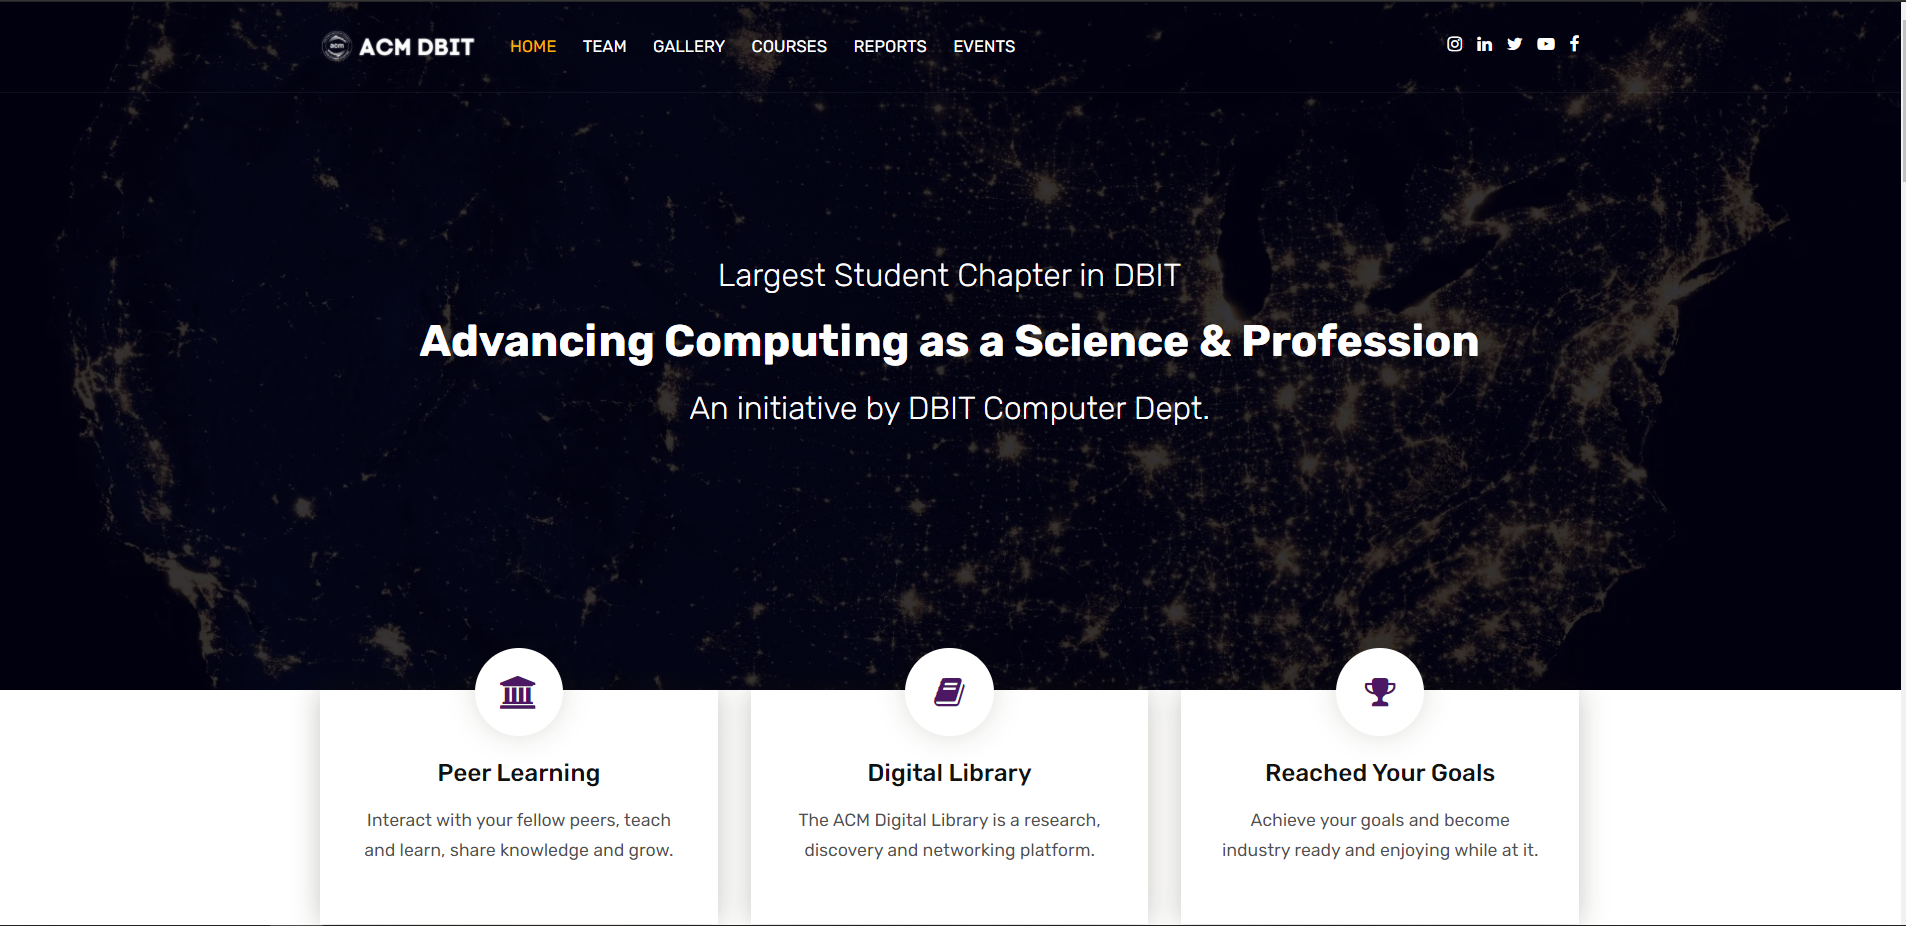 acm ACM DBIT HOME TEAM GALLERY COURSES REPORTS EVENTS
Largest Student Chapter in DBIT
Advancing Computing as a Science & Profession
An initiative by DBIT Computer Dept.
Peer Learning
Interact with your fellow peers, teach
and learn, share knowledge and grow.
Digital Library
The ACM Digital Library is a research,
discovery and networking platform.
Reached Your Goals
Achieve your goals and become
industry ready and enjoying while at it.